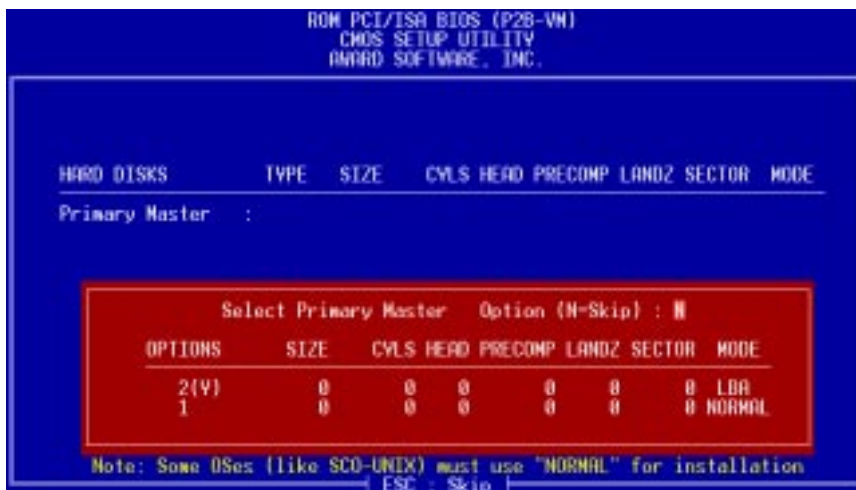 ROM PCI/ISA BIOS (P2B-VM)
CMOS SETUP UTILITY
AWARD SOFTWARE, INC.
HARD DISKS TYPE SIZE CYLS HEAD PRECOMP LANDZ SECTOR MODE
Primary Master :
Select Primary Master Option (N-Skip) : N
OPTIONS SIZE CYLS HEAD PRECOMP LANDZ SECTOR MODE
2(Y) 0 0 0 0 0 0 LBA
1 0 0 0 0 0 0 NORMAL
Note: Some OSes (like SCO-UNIX) must use "NORMAL" for installation
ESC : Skip